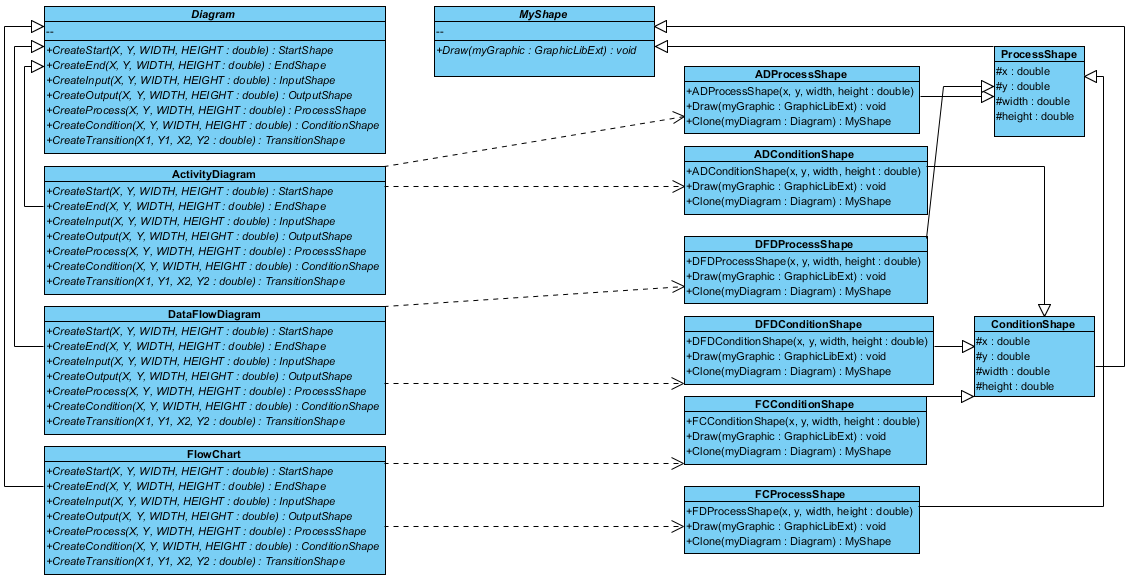 Diagram
--
+CreateStart(X, Y, WIDTH, HEIGHT : double) : StartShape
+CreateEnd(X, Y, WIDTH, HEIGHT : double) : EndShape
+CreateInput(X, Y, WIDTH, HEIGHT : double) : InputShape
+CreateOutput(X, Y, WIDTH, HEIGHT : double) : OutputShape
+CreateProcess(X, Y, WIDTH, HEIGHT : double) : ProcessShape
+CreateCondition(X, Y, WIDTH, HEIGHT : double) : ConditionShape
+CreateTransition(X1, Y1, X2, Y2 : double) : TransitionShape
ActivityDiagram
+CreateStart(X, Y, WIDTH, HEIGHT : double) : StartShape
+CreateEnd(X, Y, WIDTH, HEIGHT : double) : EndShape
+CreateInput(X, Y, WIDTH, HEIGHT : double) : InputShape
+CreateOutput(X, Y, WIDTH, HEIGHT : double) : OutputShape
+CreateProcess(X, Y, WIDTH, HEIGHT : double) : ProcessShape
+CreateCondition(X, Y, WIDTH, HEIGHT : double) : ConditionShape
+CreateTransition(X1, Y1, X2, Y2 : double) : TransitionShape
DataFlowDiagram
+CreateStart(X, Y, WIDTH, HEIGHT : double) : StartShape
+CreateEnd(X, Y, WIDTH, HEIGHT : double) : EndShape
+CreateInput(X, Y, WIDTH, HEIGHT : double) : InputShape
+CreateOutput(X, Y, WIDTH, HEIGHT : double) : OutputShape
+CreateProcess(X, Y, WIDTH, HEIGHT : double) : ProcessShape
+CreateCondition(X, Y, WIDTH, HEIGHT : double) : ConditionShape
+CreateTransition(X1, Y1, X2, Y2 : double) : TransitionShape
FlowChart
+CreateStart(X, Y, WIDTH, HEIGHT : double) : StartShape
+CreateEnd(X, Y, WIDTH, HEIGHT : double) : EndShape
+CreateInput(X, Y, WIDTH, HEIGHT : double) : InputShape
+CreateOutput(X, Y, WIDTH, HEIGHT : double) : OutputShape
+CreateProcess(X, Y, WIDTH, HEIGHT : double) : ProcessShape
+CreateCondition(X, Y, WIDTH, HEIGHT : double) : ConditionShape
+CreateTransition(X1, Y1, X2, Y2 : double) : TransitionShape
MyShape
--
+Draw(myGraphic : GraphicLibExt) : void
ADProcessShape
+ADProcessShape(x, y, width, height : double)
+Draw(myGraphic : GraphicLibExt) : void
+Clone(myDiagram : Diagram) : MyShape
ADConditionShape
+ADConditionShape(x, y, width, height : double)
+Draw(myGraphic : GraphicLibExt) : void
+Clone(myDiagram : Diagram) : MyShape
DFDProcessShape
+DFDProcessShape(x, y, width, height : double)
+Draw(myGraphic : GraphicLibExt) : void
+Clone(myDiagram : Diagram) : MyShape
DFDConditionShape
+DFDConditionShape(x, y, width, height : double)
+Draw(myGraphic : GraphicLibExt) : void
+Clone(myDiagram : Diagram) : MyShape
FCConditionShape
+FCConditionShape(x, y, width, height : double)
+Draw(myGraphic : GraphicLibExt) : void
+Clone(myDiagram : Diagram) : MyShape
FCProcessShape
+FDProcessShape(x, y, width, height : double)
+Draw(myGraphic : GraphicLibExt) : void
+Clone(myDiagram : Diagram) : MyShape
ProcessShape
#x : double
#y : double
#width : double
#height : double
ConditionShape
#x : double
#y : double
#width : double
#height : double